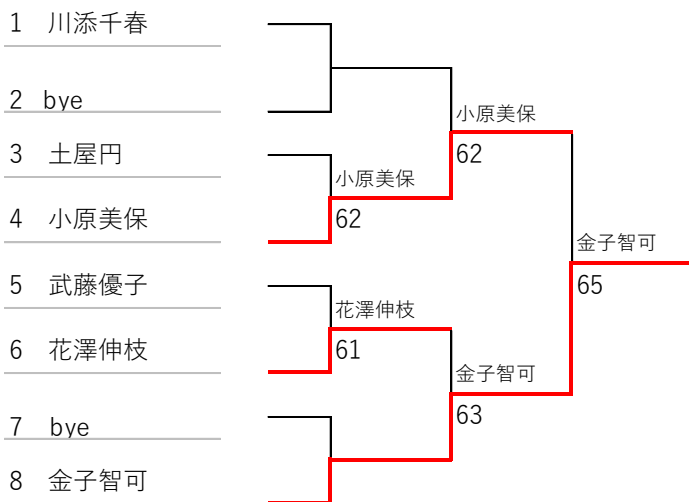 1 川添千春
2 bye
3 土屋円
4 小原美保
5 武藤優子
6 花澤伸枝
7 bye
8 金子智可
小原美保
62
花澤伸枝
61
小原美保
62
金子智可
63
金子智可
65